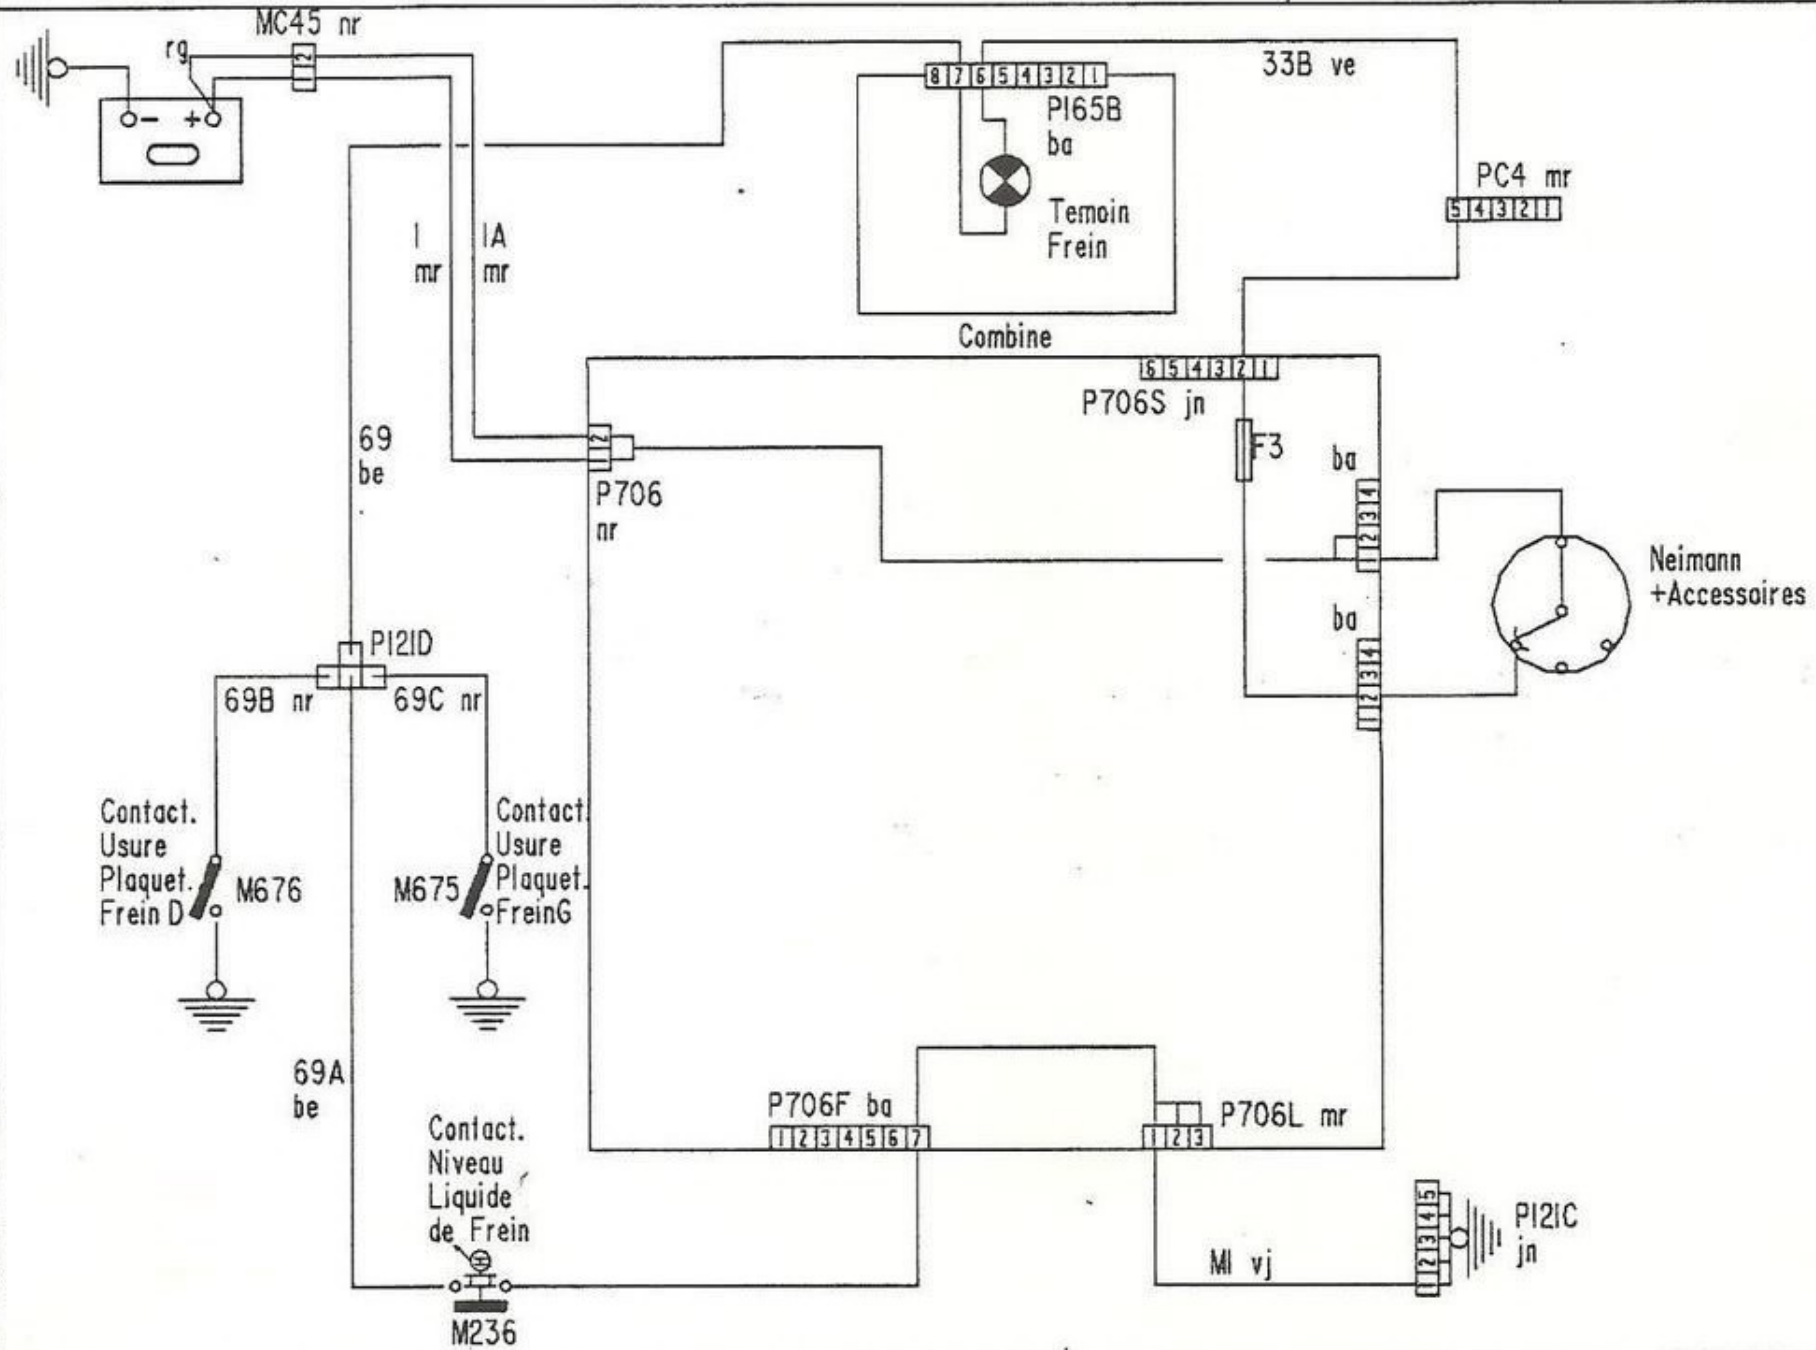 MC45 nr
rg
2
- +
8 7 6 5 4 3 2 1
33B ve
P165B
ba
Temoin
Frein
PC4 mr
5 4 3 2 1
1
mr
1A
mr
Combine
6 5 4 3 2 1
P706S jn
69
be
2
P706
nr
F3
ba
4
3
2
1
Neimann
+Accessoires
ba
4
3
2
1
P121D
69B nr
69C nr
Contact.
Usure
Plaquet.
Frein D
M676
M675
Contact.
Usure
Plaquet.
FreinG
69A
be
Contact.
Niveau
Liquide
de Frein
M236
P706F ba
1 2 3 4 5 6 7
P706L mr
1 2 3
M1 vj
5
4
3
2
1
P121C
jn